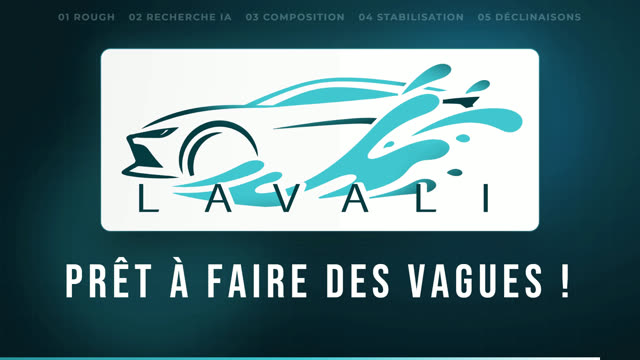 01 ROUGH 02 RECHERCHE IA 03 COMPOSITION 04 STABILISATION 05 DÉCLINAISONS
LAVALI
PRÊT À FAIRE DES VAGUES !